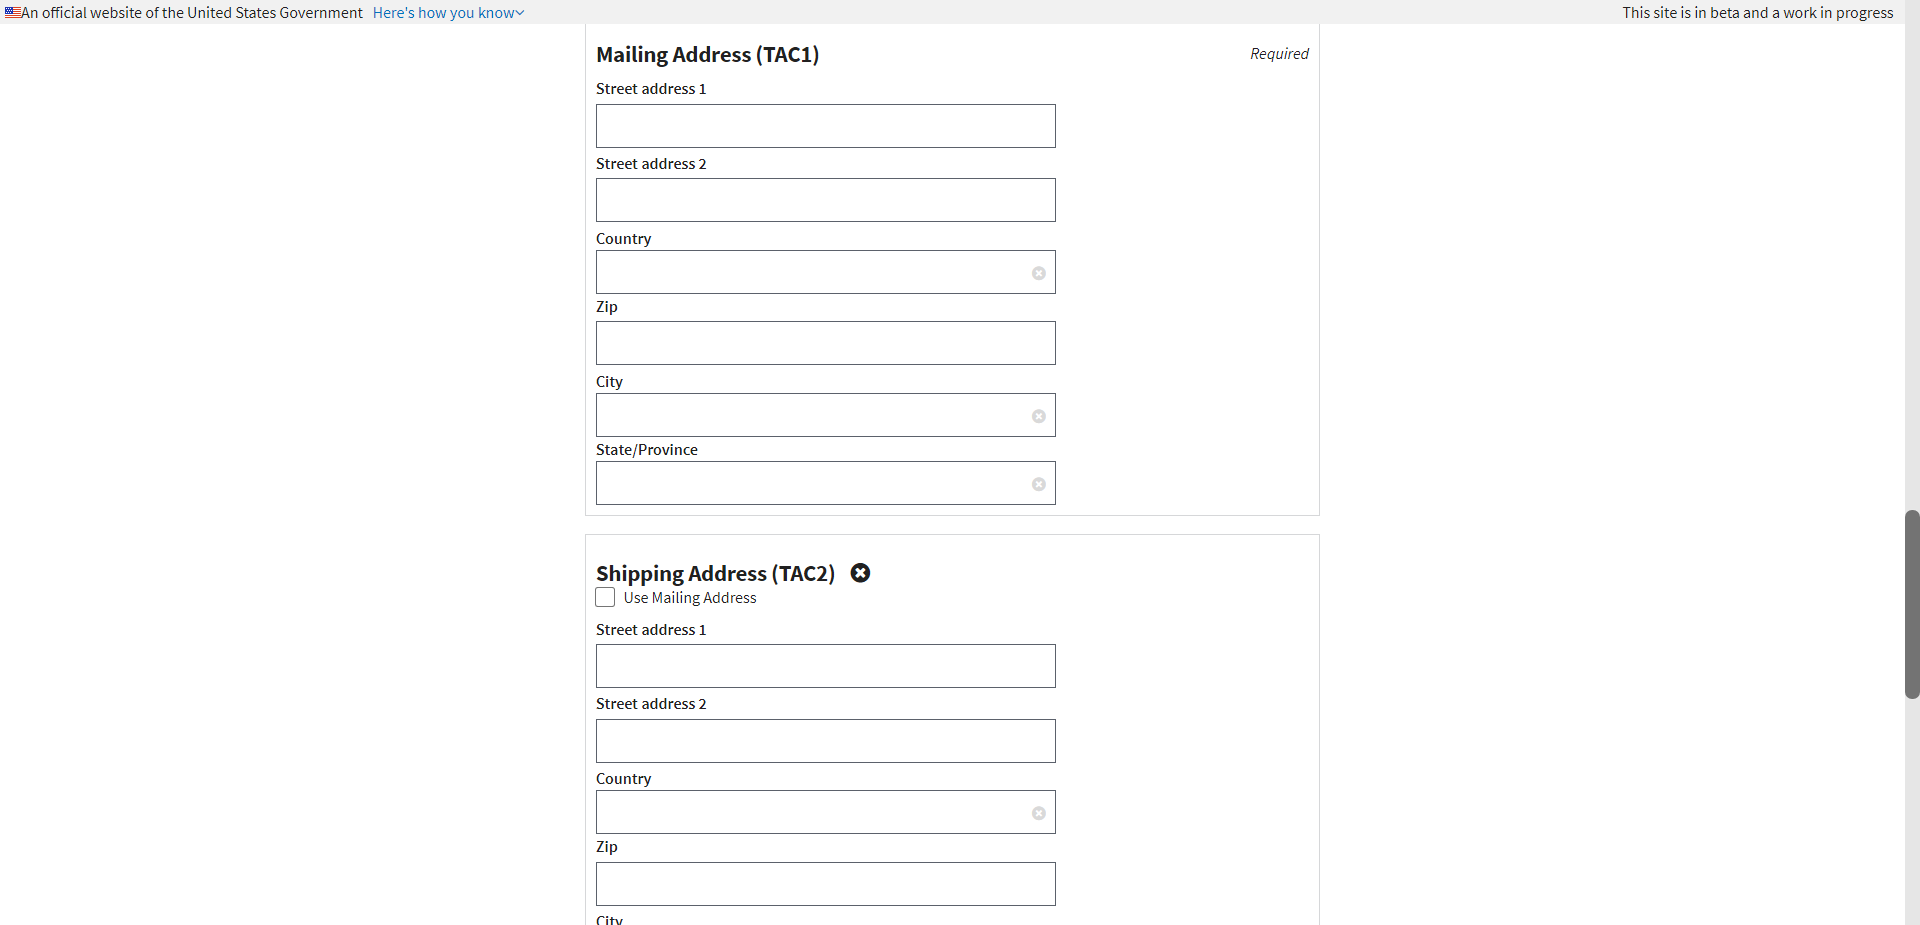 An official website of the United States Government Here's how you know
This site is in beta and a work in progress
Mailing Address (TAC1)
Required
Street address 1
Street address 2
Country
Zip
City
State/Province
Shipping Address (TAC2)
Use Mailing Address
Street address 1
Street address 2
Country
Zip
City